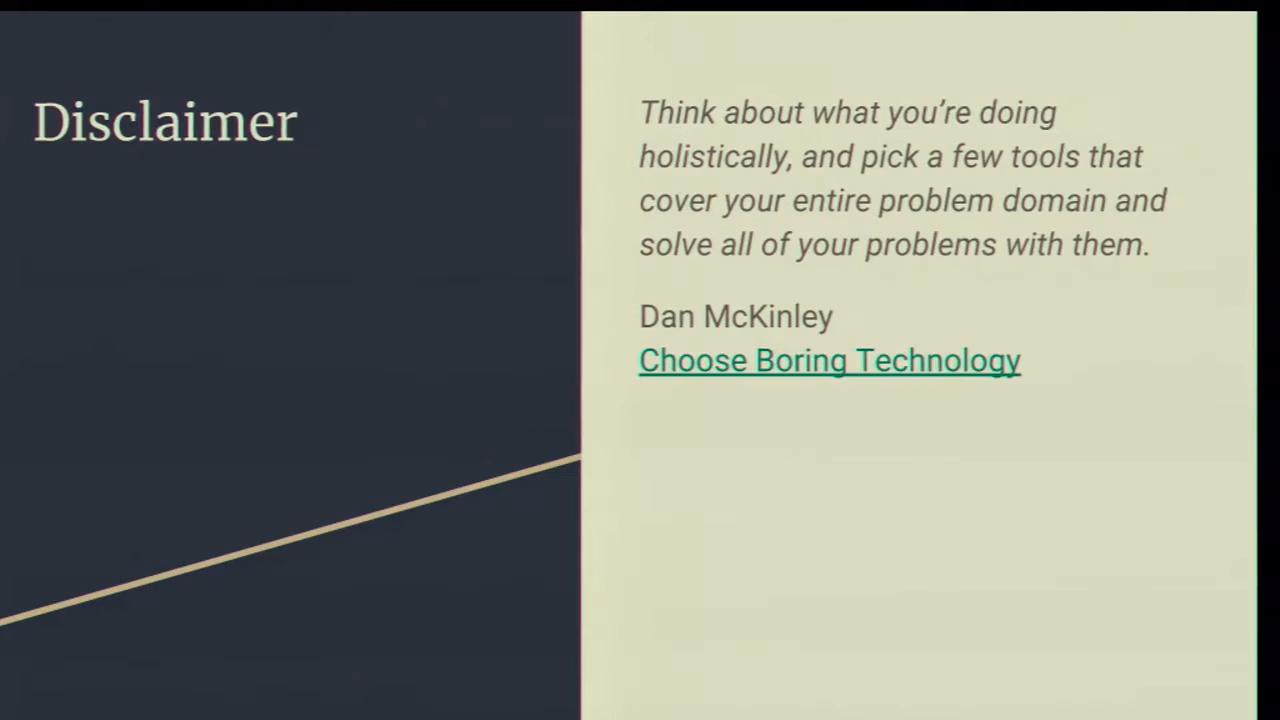 Disclaimer
Think about what you’re doing
holistically, and pick a few tools that
cover your entire problem domain and
solve all of your problems with them.
Dan McKinley
Choose Boring Technology